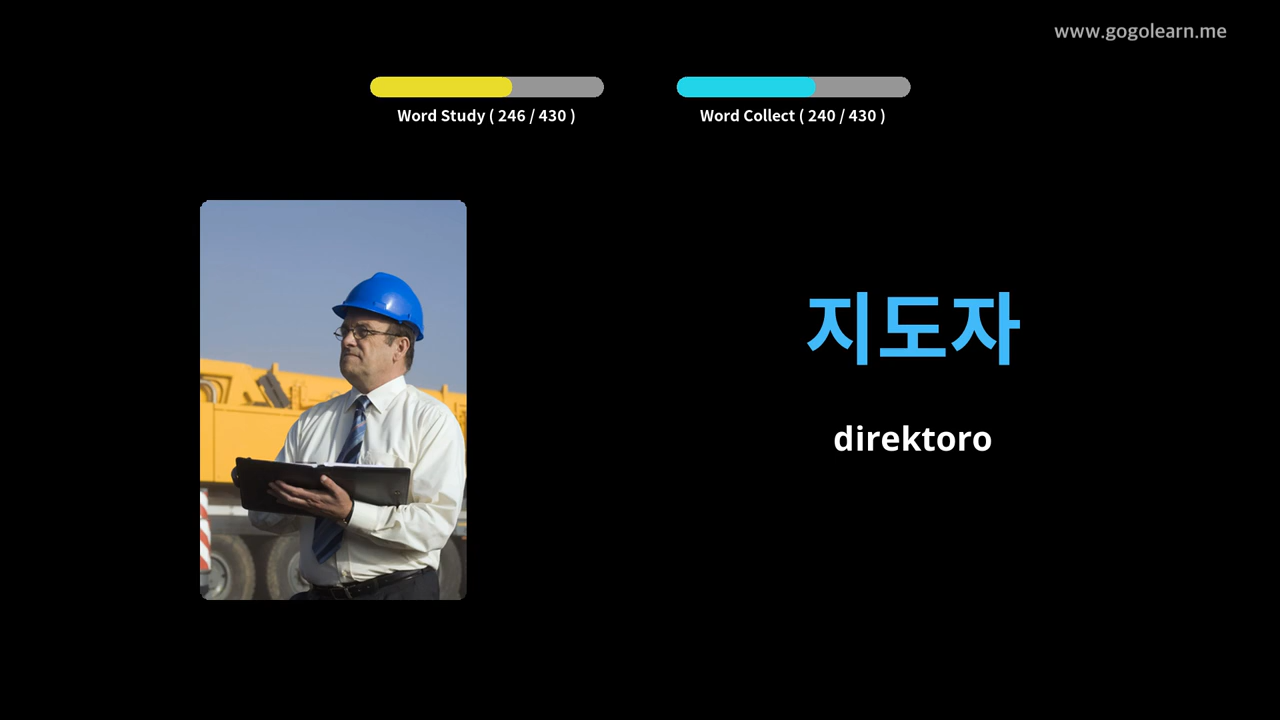 www.gogolearn.me
Word Study ( 246 / 430 )
Word Collect ( 240 / 430 )
지도자
direktoro